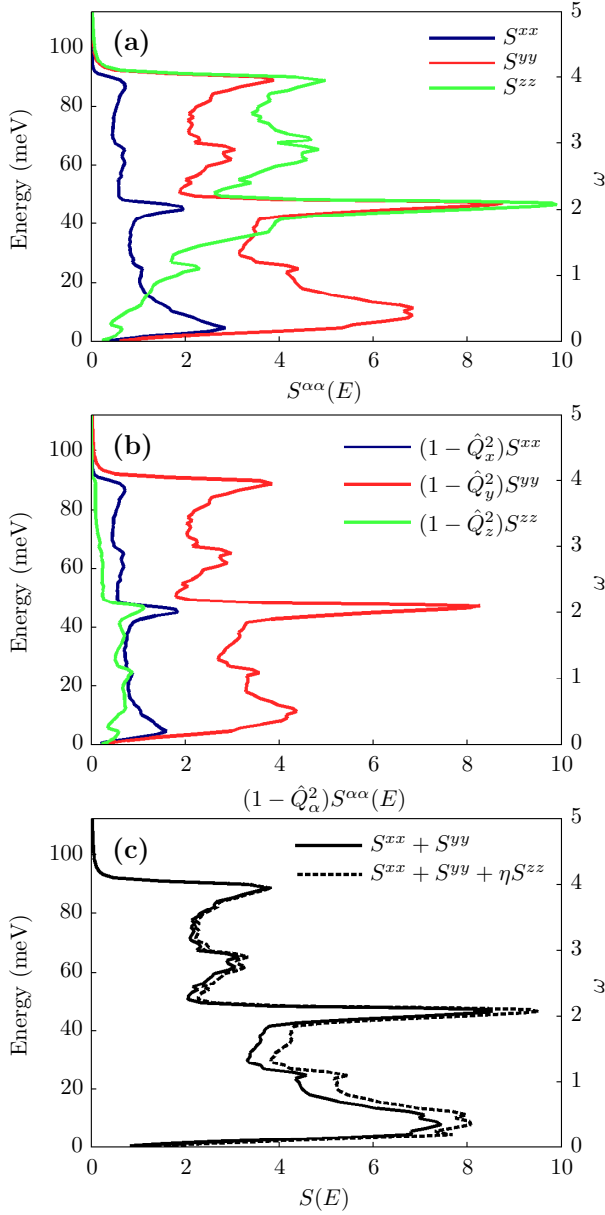 (a)
S^{xx}
S^{yy}
S^{zz}
100
80
60
40
20
0
Energy (meV)
5
4
3
2
1
0
ω
0 2 4 6 8 10
S^{αα}(E)
(b)
(1 − Q̂_x^2)S^{xx}
(1 − Q̂_y^2)S^{yy}
(1 − Q̂_z^2)S^{zz}
100
80
60
40
20
0
Energy (meV)
5
4
3
2
1
0
ω
0 2 4 6 8 10
(1 − Q̂_α^2)S^{αα}(E)
(c)
S^{xx} + S^{yy}
S^{xx} + S^{yy} + ηS^{zz}
100
80
60
40
20
0
Energy (meV)
5
4
3
2
1
0
ω
0 2 4 6 8 10
S(E)